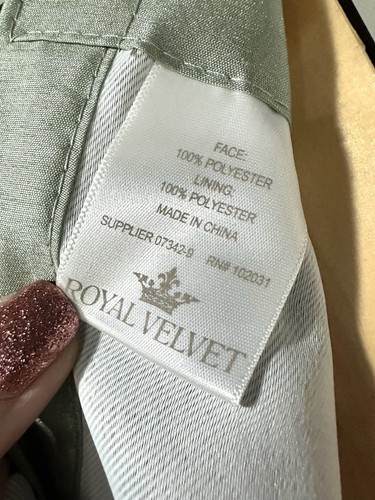 FACE:
100% POLYESTER
LINING:
100% POLYESTER
MADE IN CHINA
SUPPLIER 07342-9 RN# 102031
ROYAL VELVET